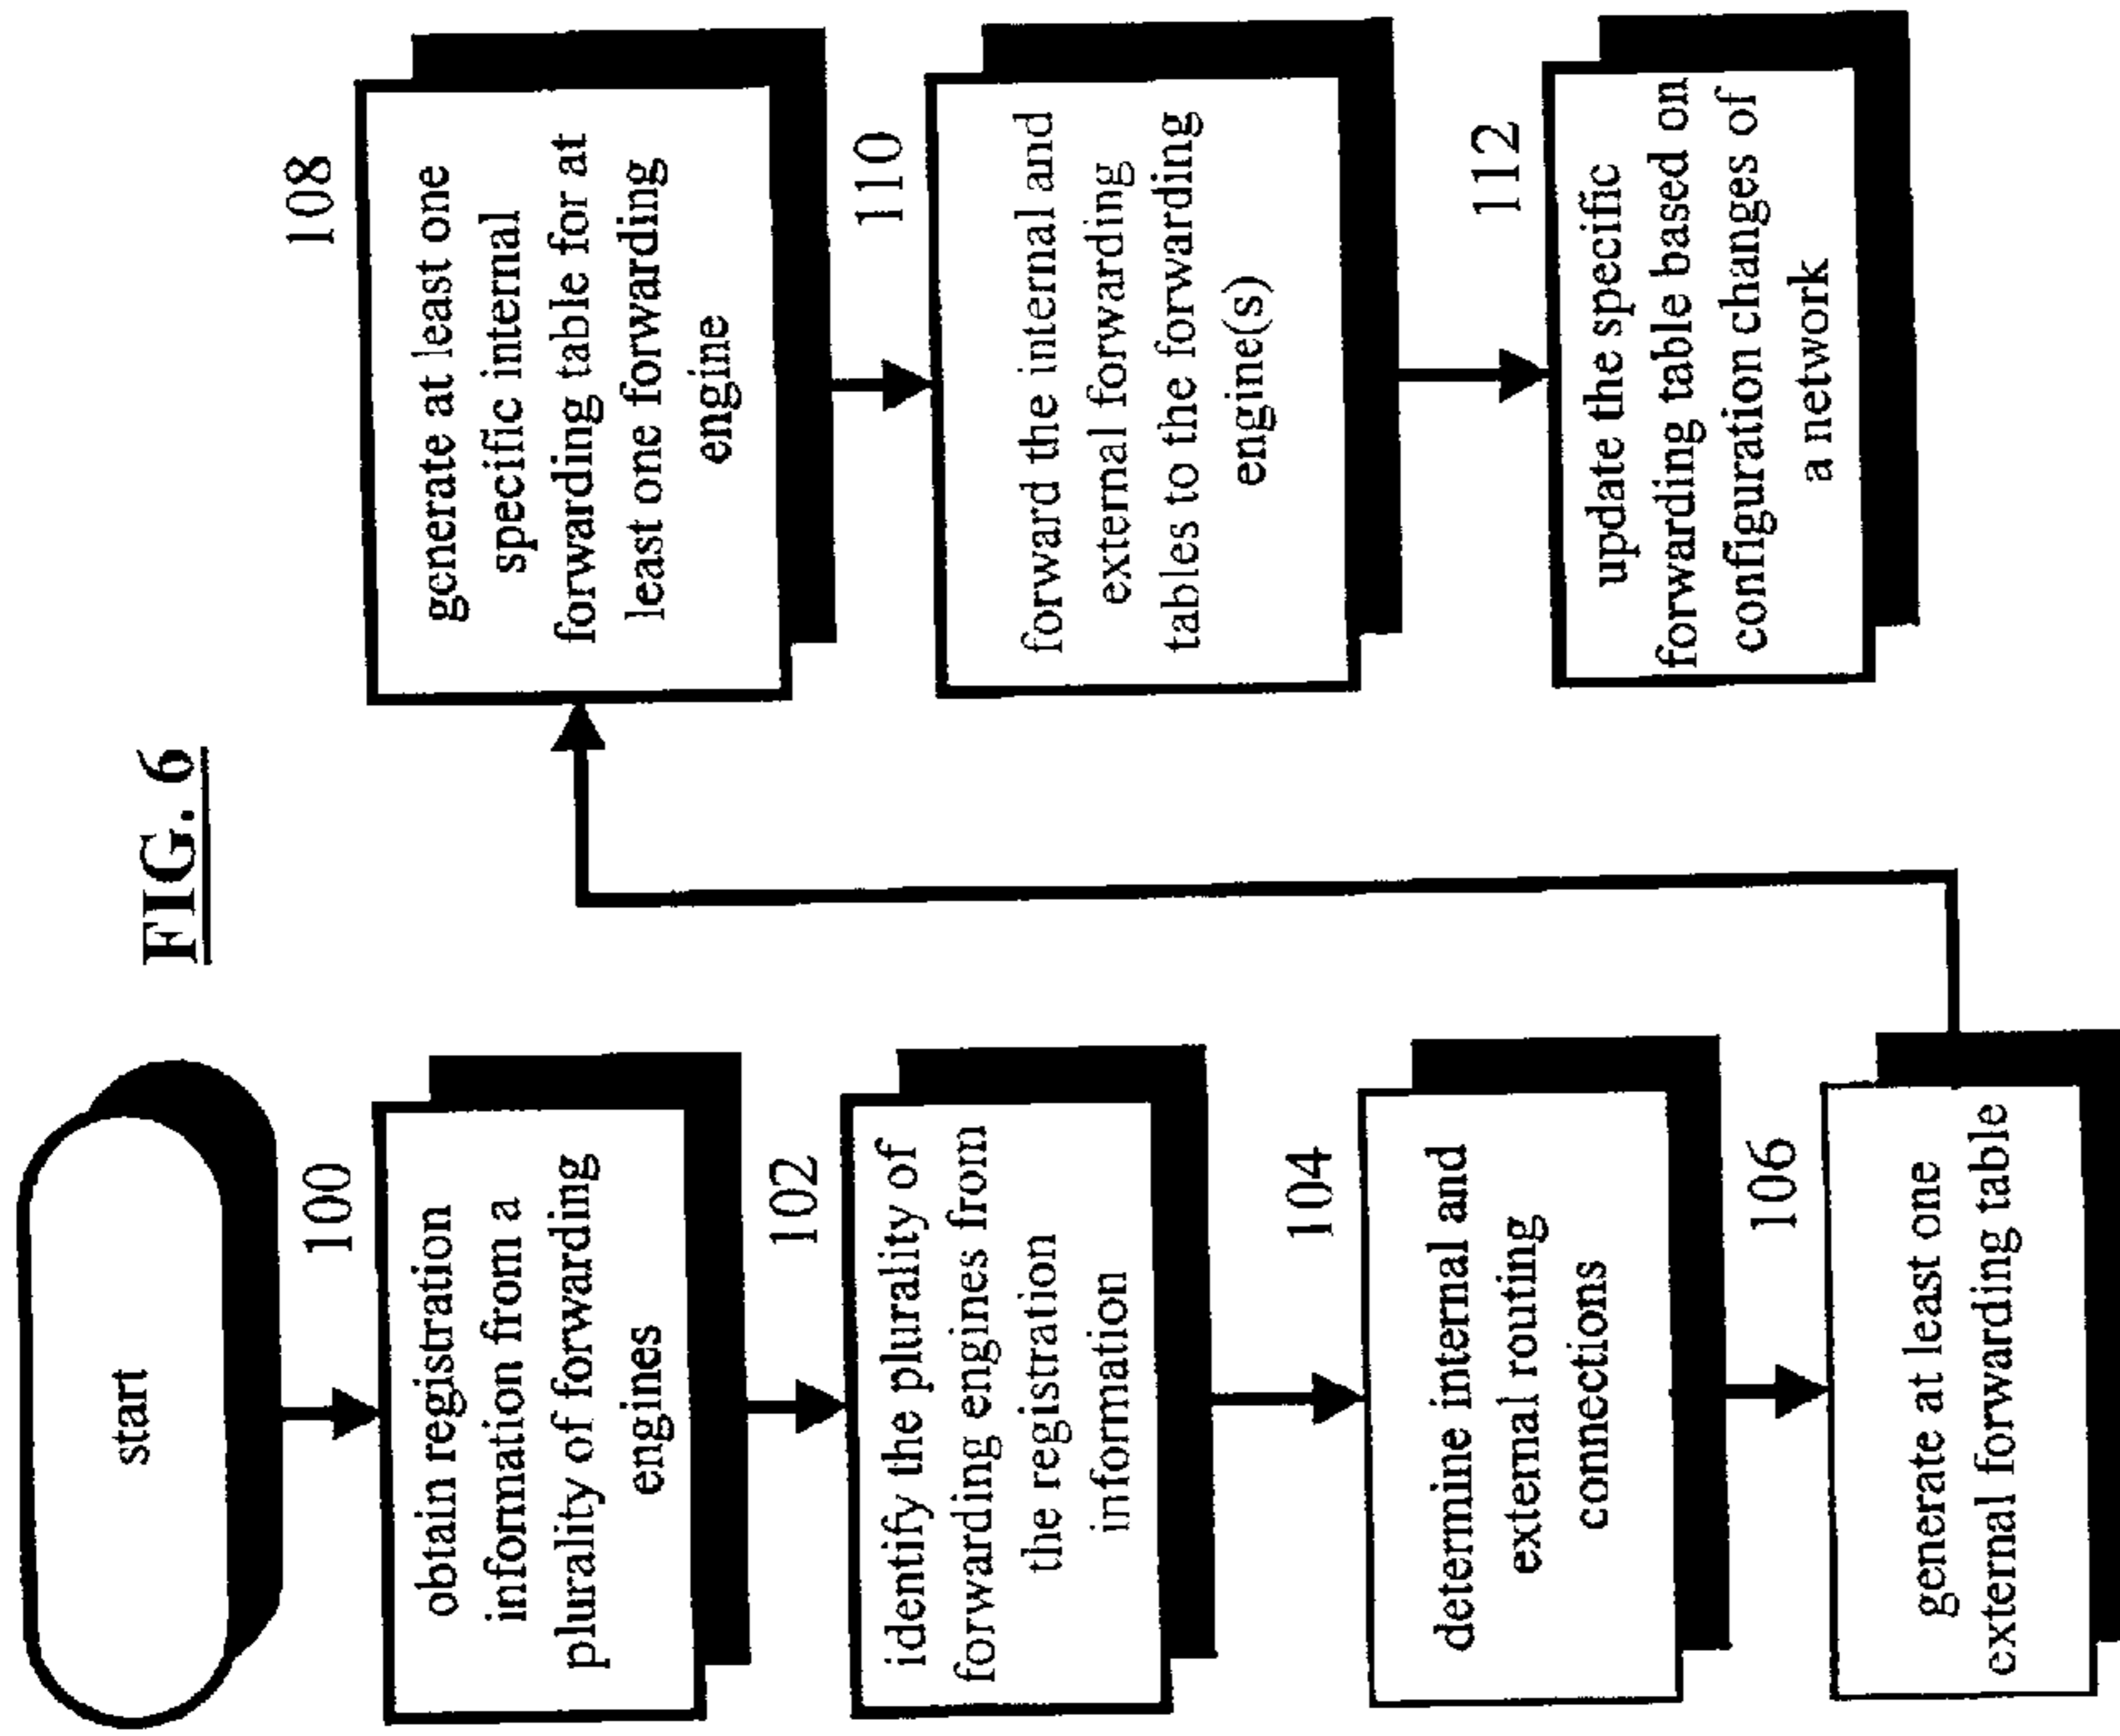 FIG. 6
start
100
obtain registration
information from a
plurality of forwarding
engines
102
identify the plurality of
forwarding engines from
the registration
information
104
determine internal and
external routing
connections
106
generate at least one
external forwarding table
108
generate at least one
specific internal
forwarding table for at
least one forwarding
engine
110
forward the internal and
external forwarding
tables to the forwarding
engine(s)
112
update the specific
forwarding table based on
configuration changes of
a network